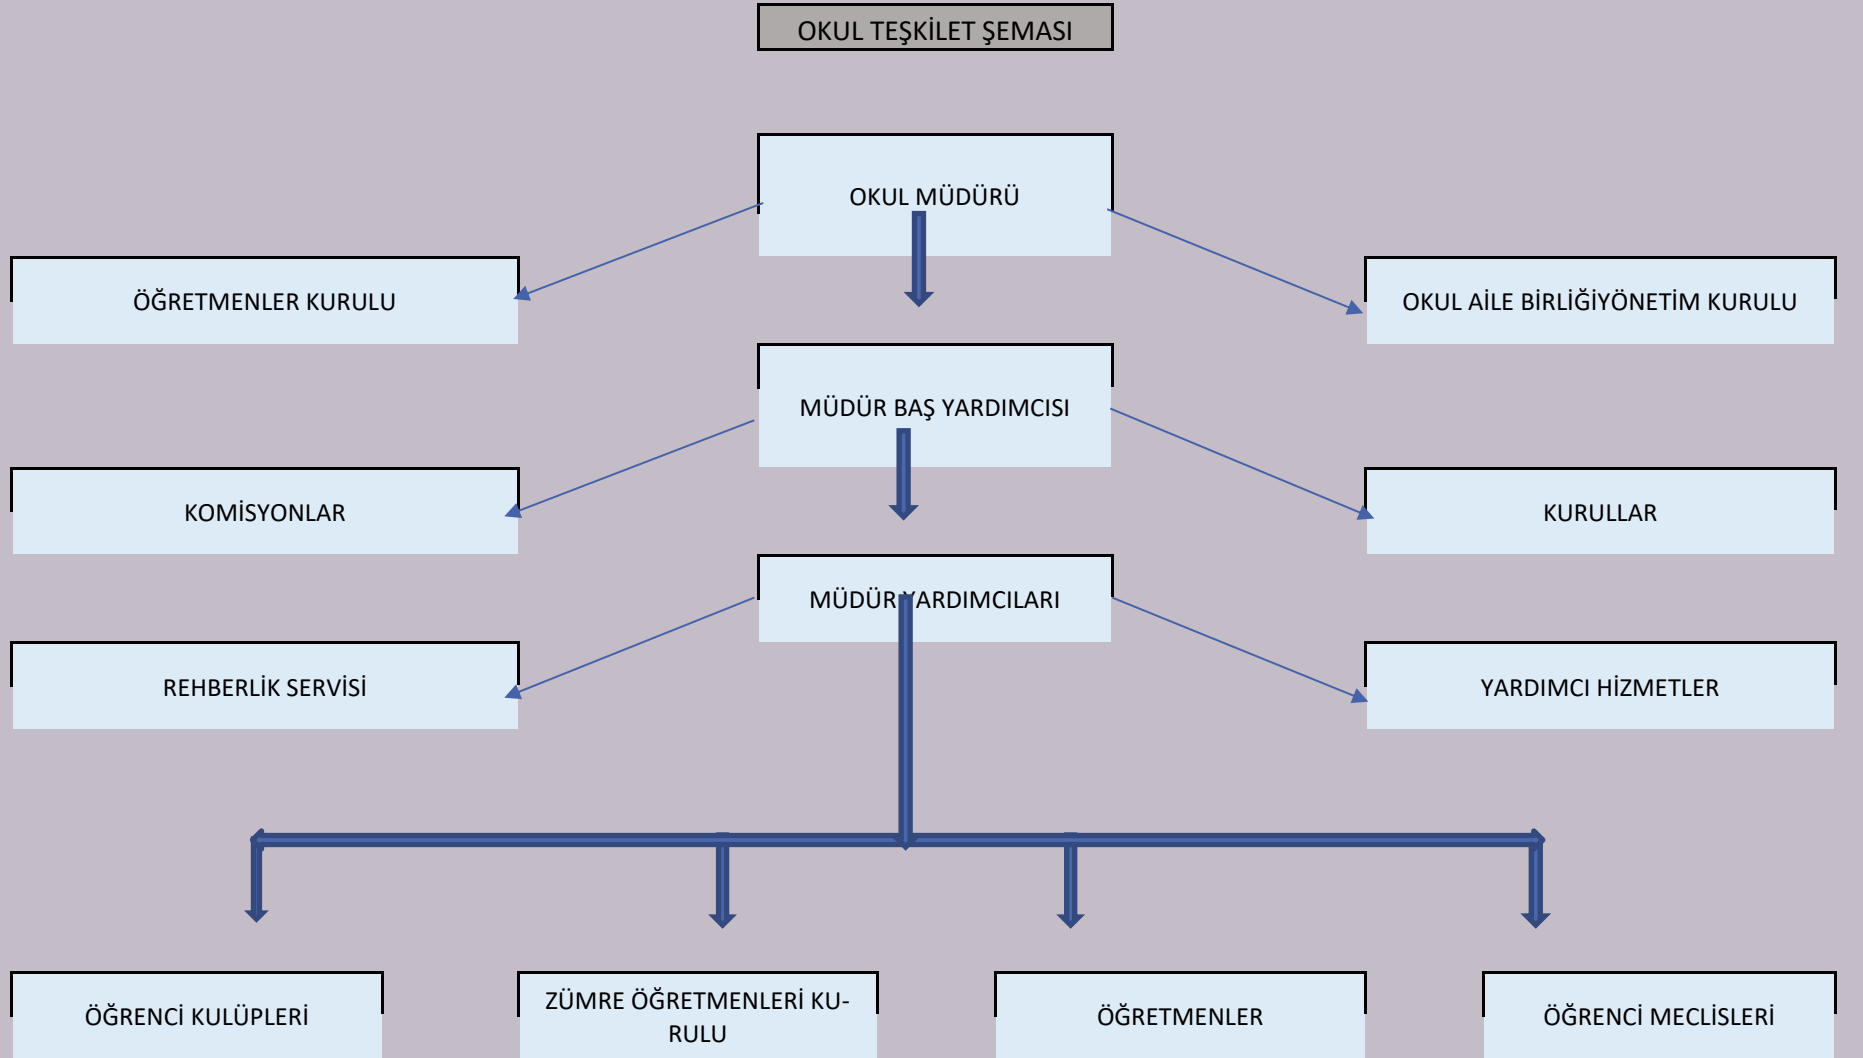 OKUL TEŞKİLET ŞEMASI
OKUL MÜDÜRÜ
ÖĞRETMENLER KURULU
OKUL AİLE BİRLİĞİYÖNETİM KURULU
MÜDÜR BAŞ YARDIMCISI
KOMİSYONLAR
KURULLAR
MÜDÜR YARDIMCILARI
REHBERLİK SERVİSİ
YARDIMCI HİZMETLER
ÖĞRENCİ KULÜPLERİ
ZÜMRE ÖĞRETMENLERİ KU-
RULU
ÖĞRETMENLER
ÖĞRENCİ MECLİSLERİ